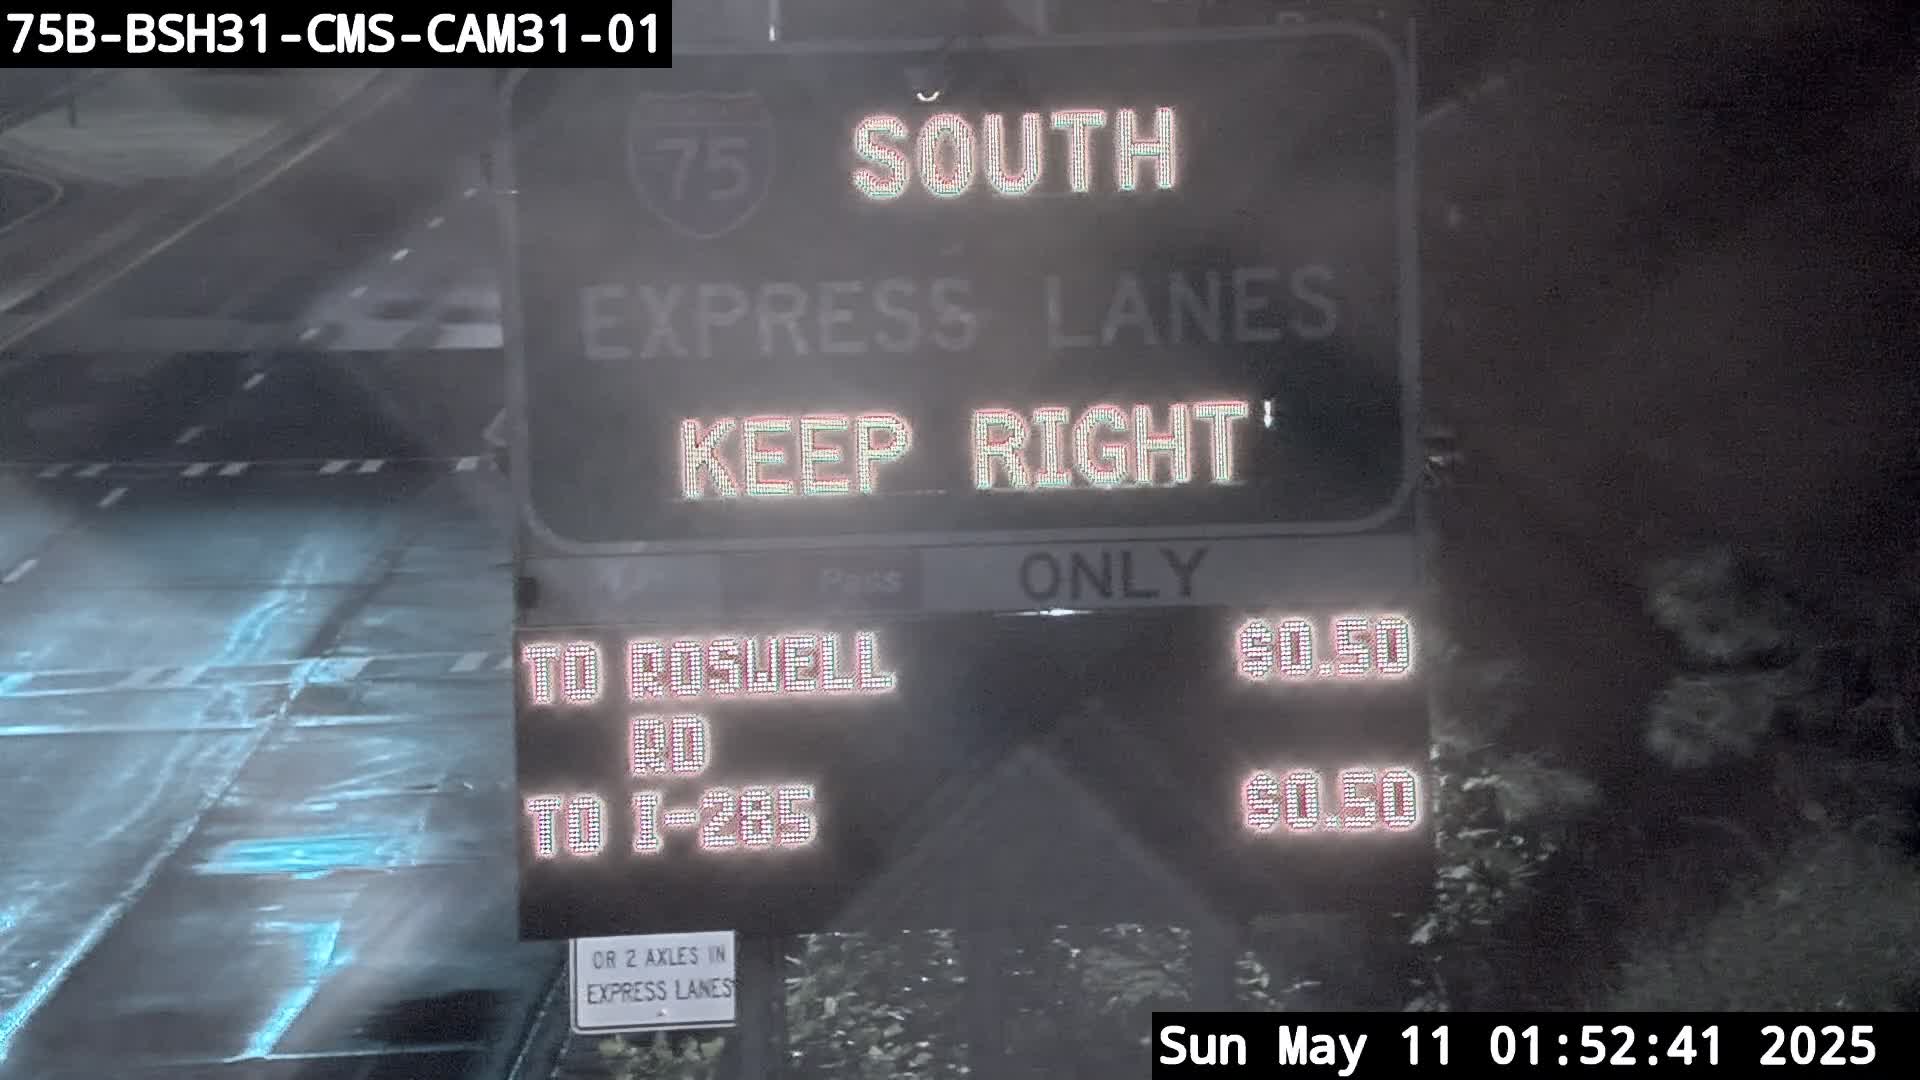 75B-BSH31-CMS-CAM31-01
75 SOUTH
EXPRESS LANES
KEEP RIGHT
Pass ONLY
TO ROSWELL $0.50
RD
TO I-285 $0.50
OR 2 AXLES IN
EXPRESS LANES
Sun May 11 01:52:41 2025